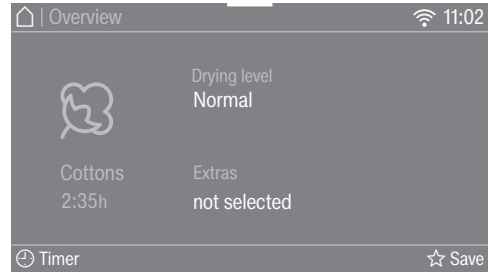 | Overview
11:02
Drying level
Normal
Cottons
2:35h
Extras
not selected
Timer
Save